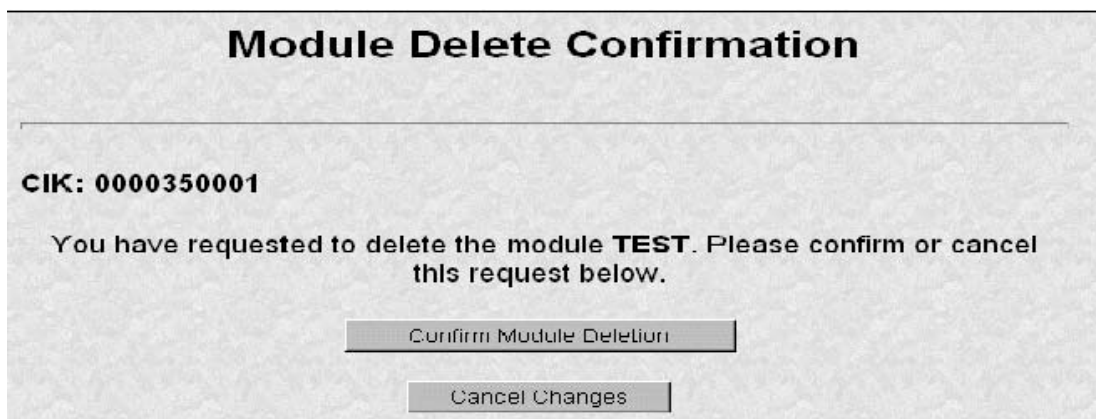 Module Delete Confirmation
CIK: 0000350001
You have requested to delete the module TEST. Please confirm or cancel
this request below.
Confirm Module Deletion
Cancel Changes